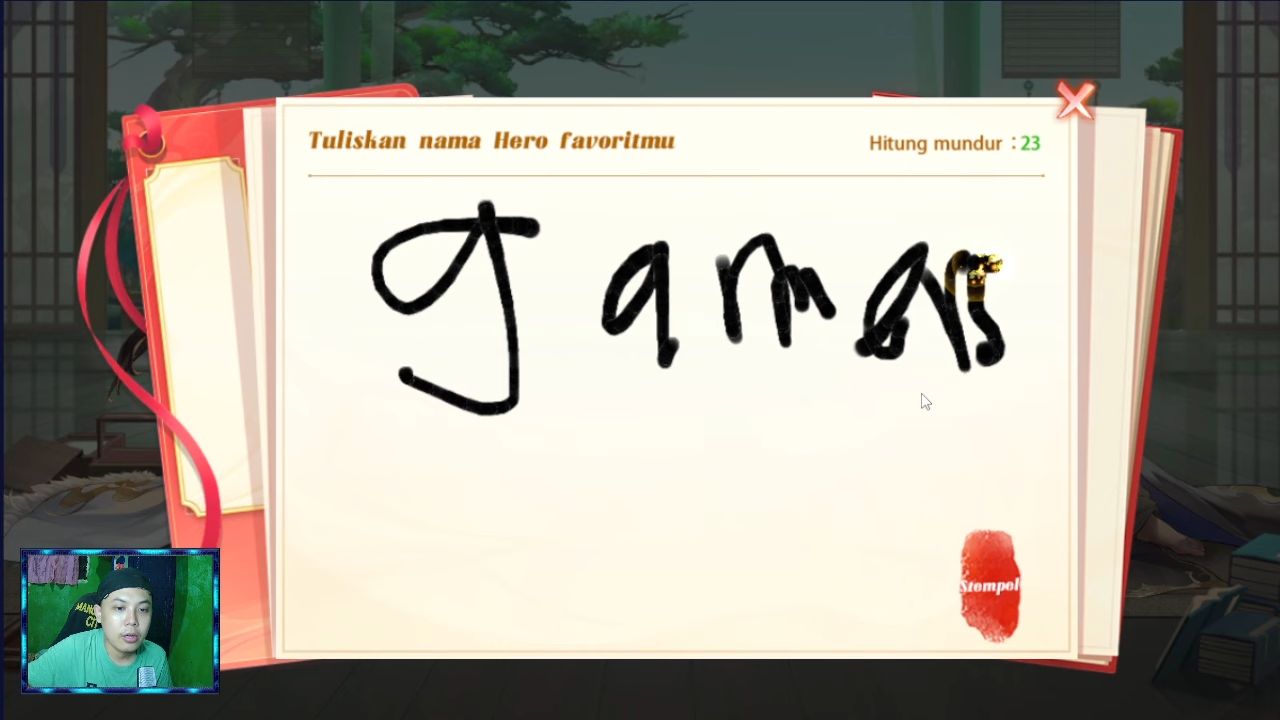 Tuliskan nama Hero favoritmu
Hitung mundur : 23
gamas
Stempel